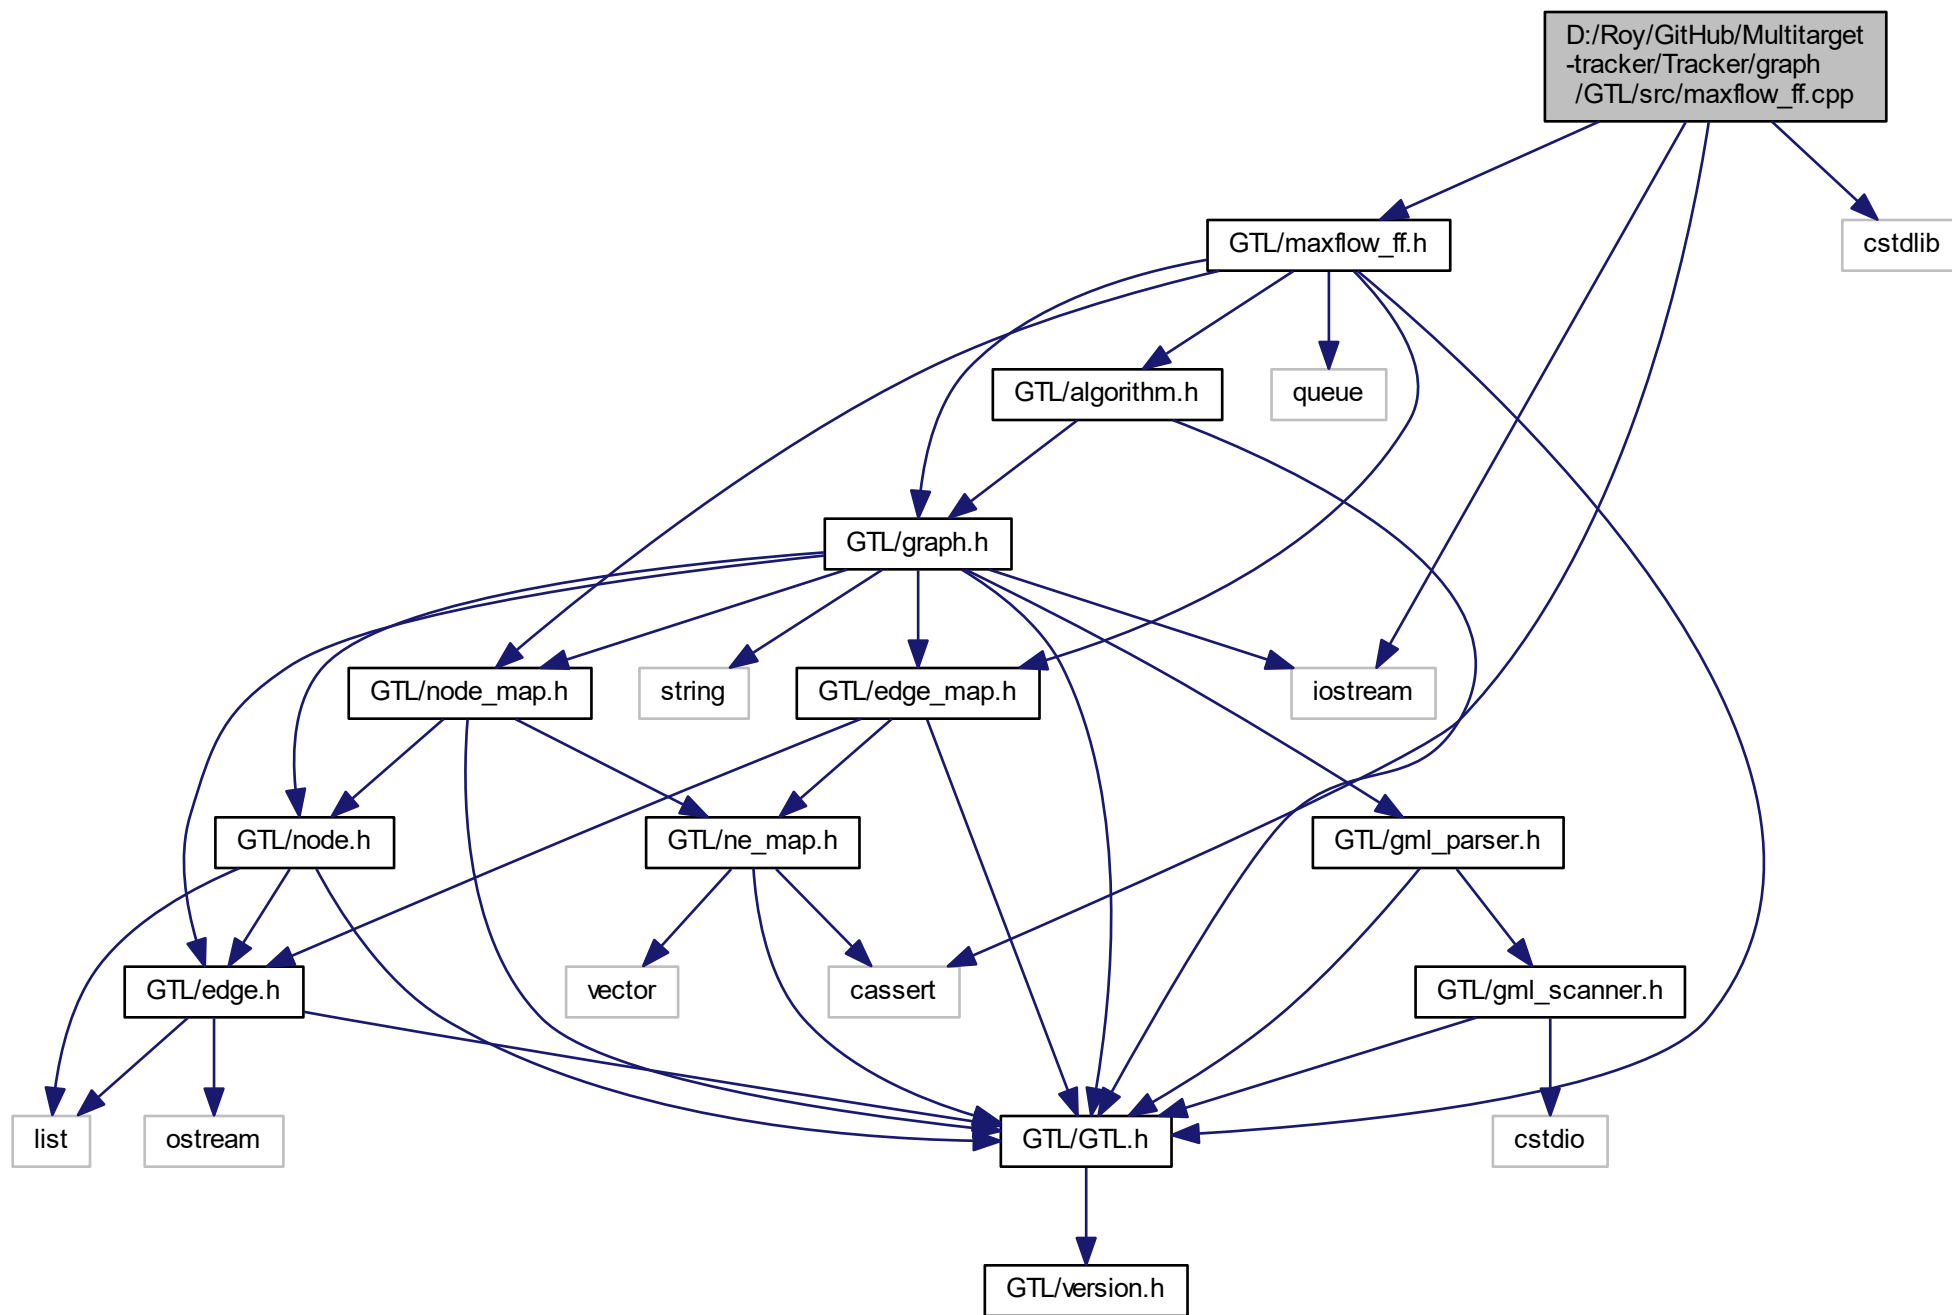 D:/Roy/GitHub/Multitarget
-tracker/Tracker/graph
/GTL/src/maxflow_ff.cpp
GTL/maxflow_ff.h
cstdlib
GTL/algorithm.h
queue
GTL/graph.h
GTL/node_map.h
string
GTL/edge_map.h
iostream
GTL/node.h
GTL/ne_map.h
GTL/gml_parser.h
GTL/edge.h
vector
cassert
GTL/gml_scanner.h
list
ostream
GTL/GTL.h
cstdio
GTL/version.h